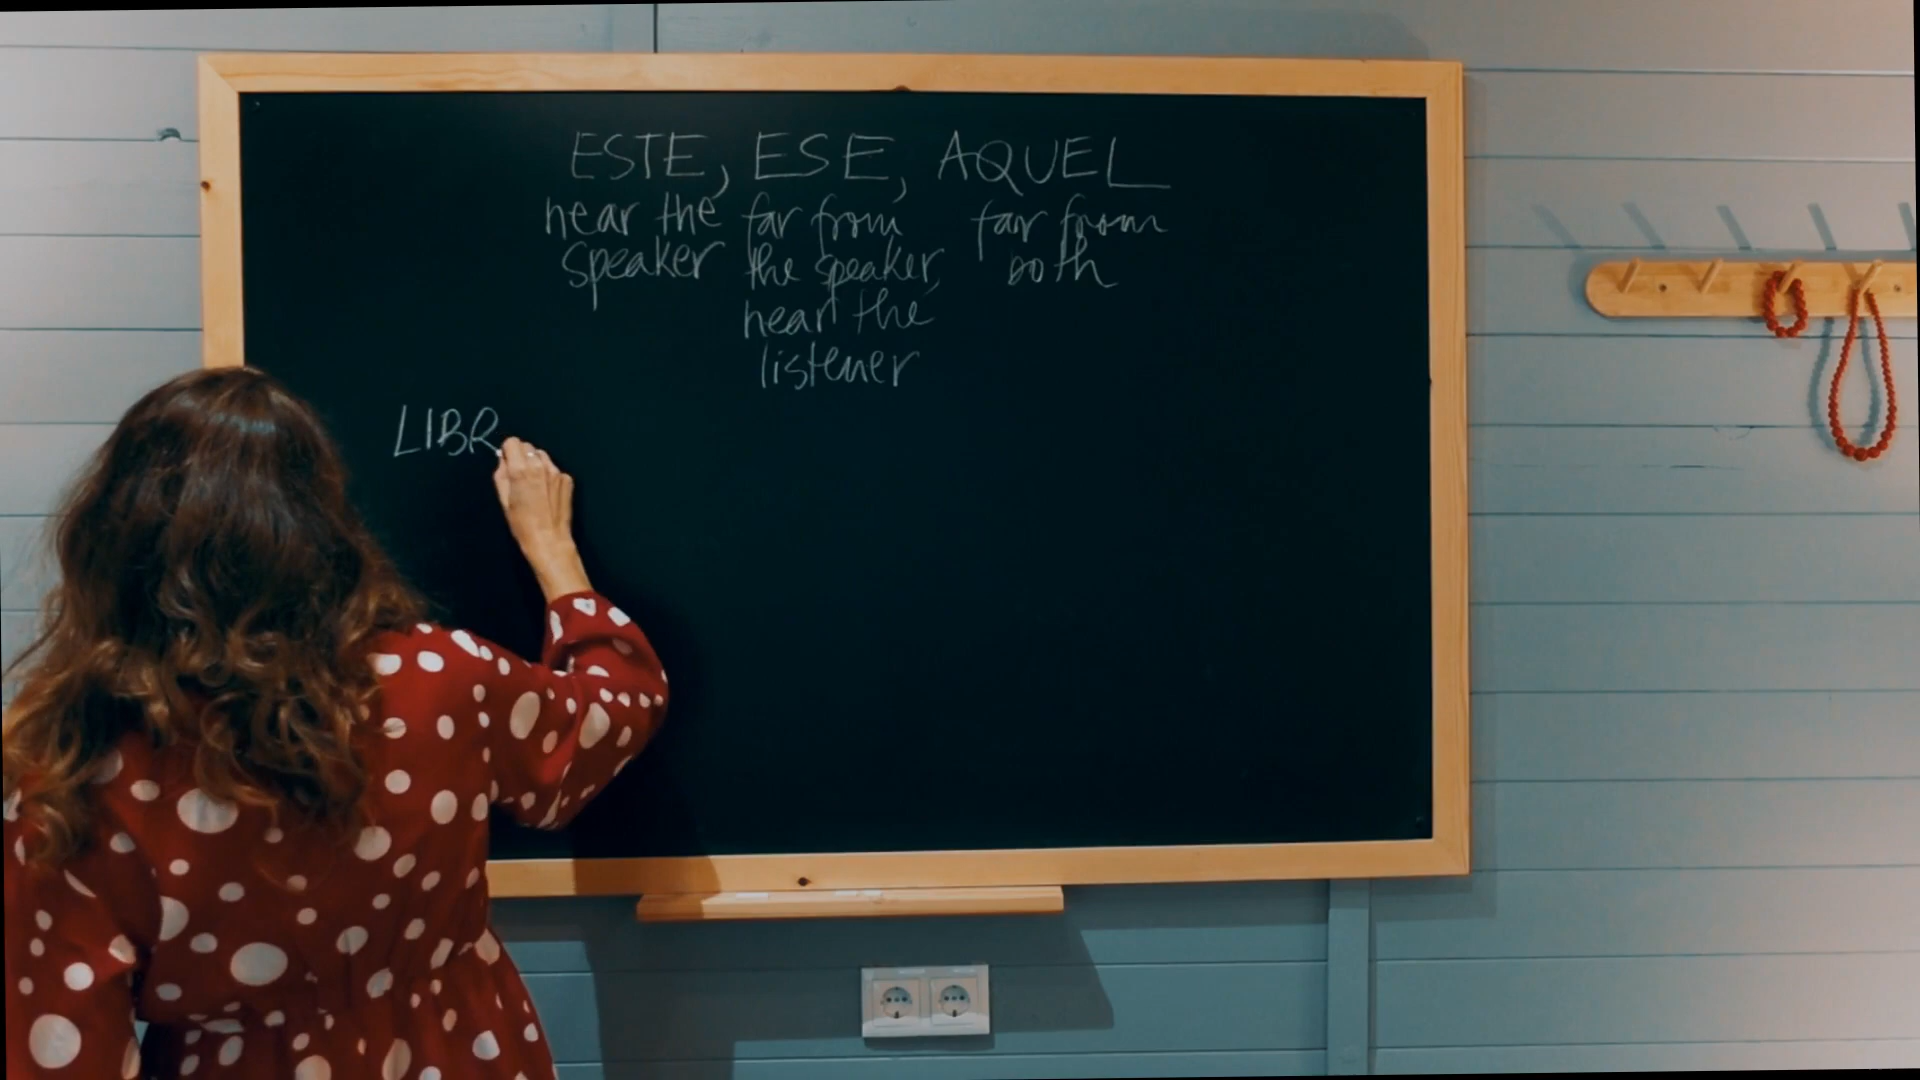 ESTE, ESE, AQUEL
near the far from far from
speaker the speaker, both
near the
listener
LIBR